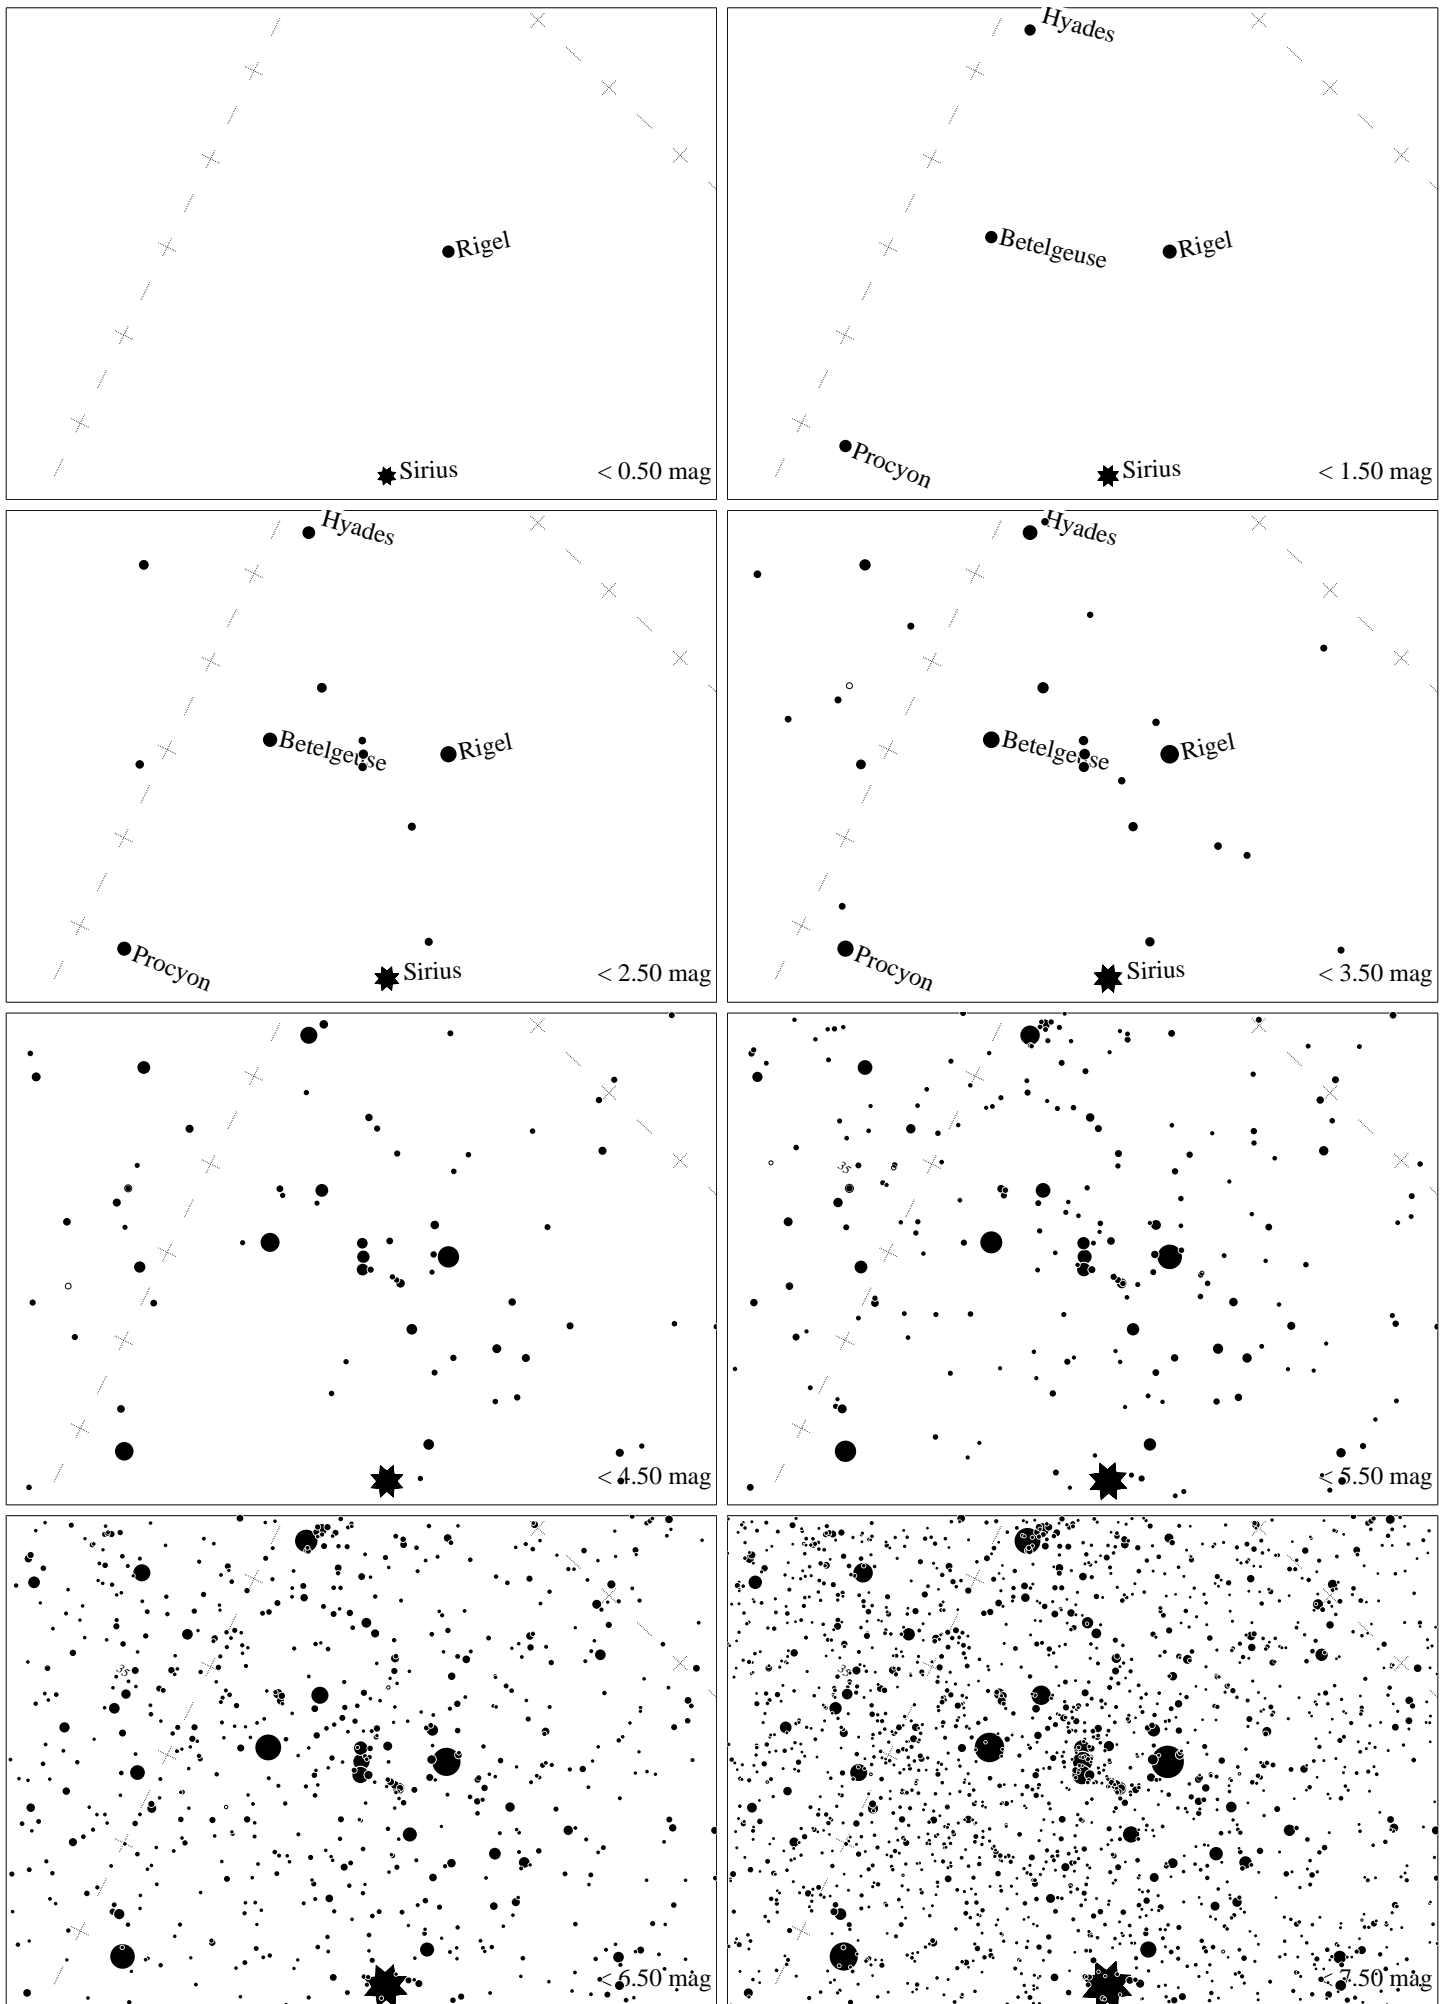 Rigel
Sirius
< 0.50 mag
Hyades
Betelgeuse
Rigel
Procyon
Sirius
< 1.50 mag
Hyades
Betelgeuse
Rigel
Procyon
Sirius
< 2.50 mag
Hyades
Betelgeuse
Rigel
Procyon
Sirius
< 3.50 mag
< 4.50 mag
35
< 5.50 mag
35
< 6.50 mag
35
< 7.50 mag